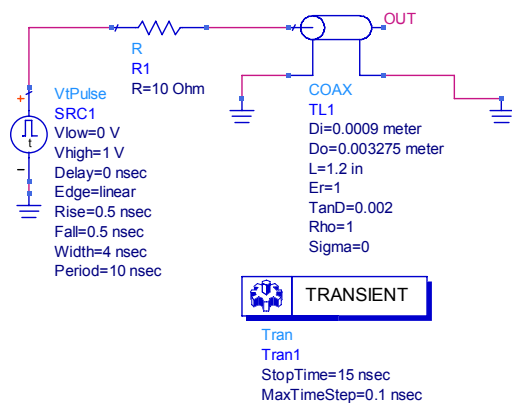 OUT
R
R1
R=10 Ohm
+
VtPulse
SRC1
Vlow=0 V
Vhigh=1 V
Delay=0 nsec
Edge=linear
Rise=0.5 nsec
Fall=0.5 nsec
Width=4 nsec
Period=10 nsec
t
-
COAX
TL1
Di=0.0009 meter
Do=0.003275 meter
L=1.2 in
Er=1
TanD=0.002
Rho=1
Sigma=0
TRANSIENT
Tran
Tran1
StopTime=15 nsec
MaxTimeStep=0.1 nsec